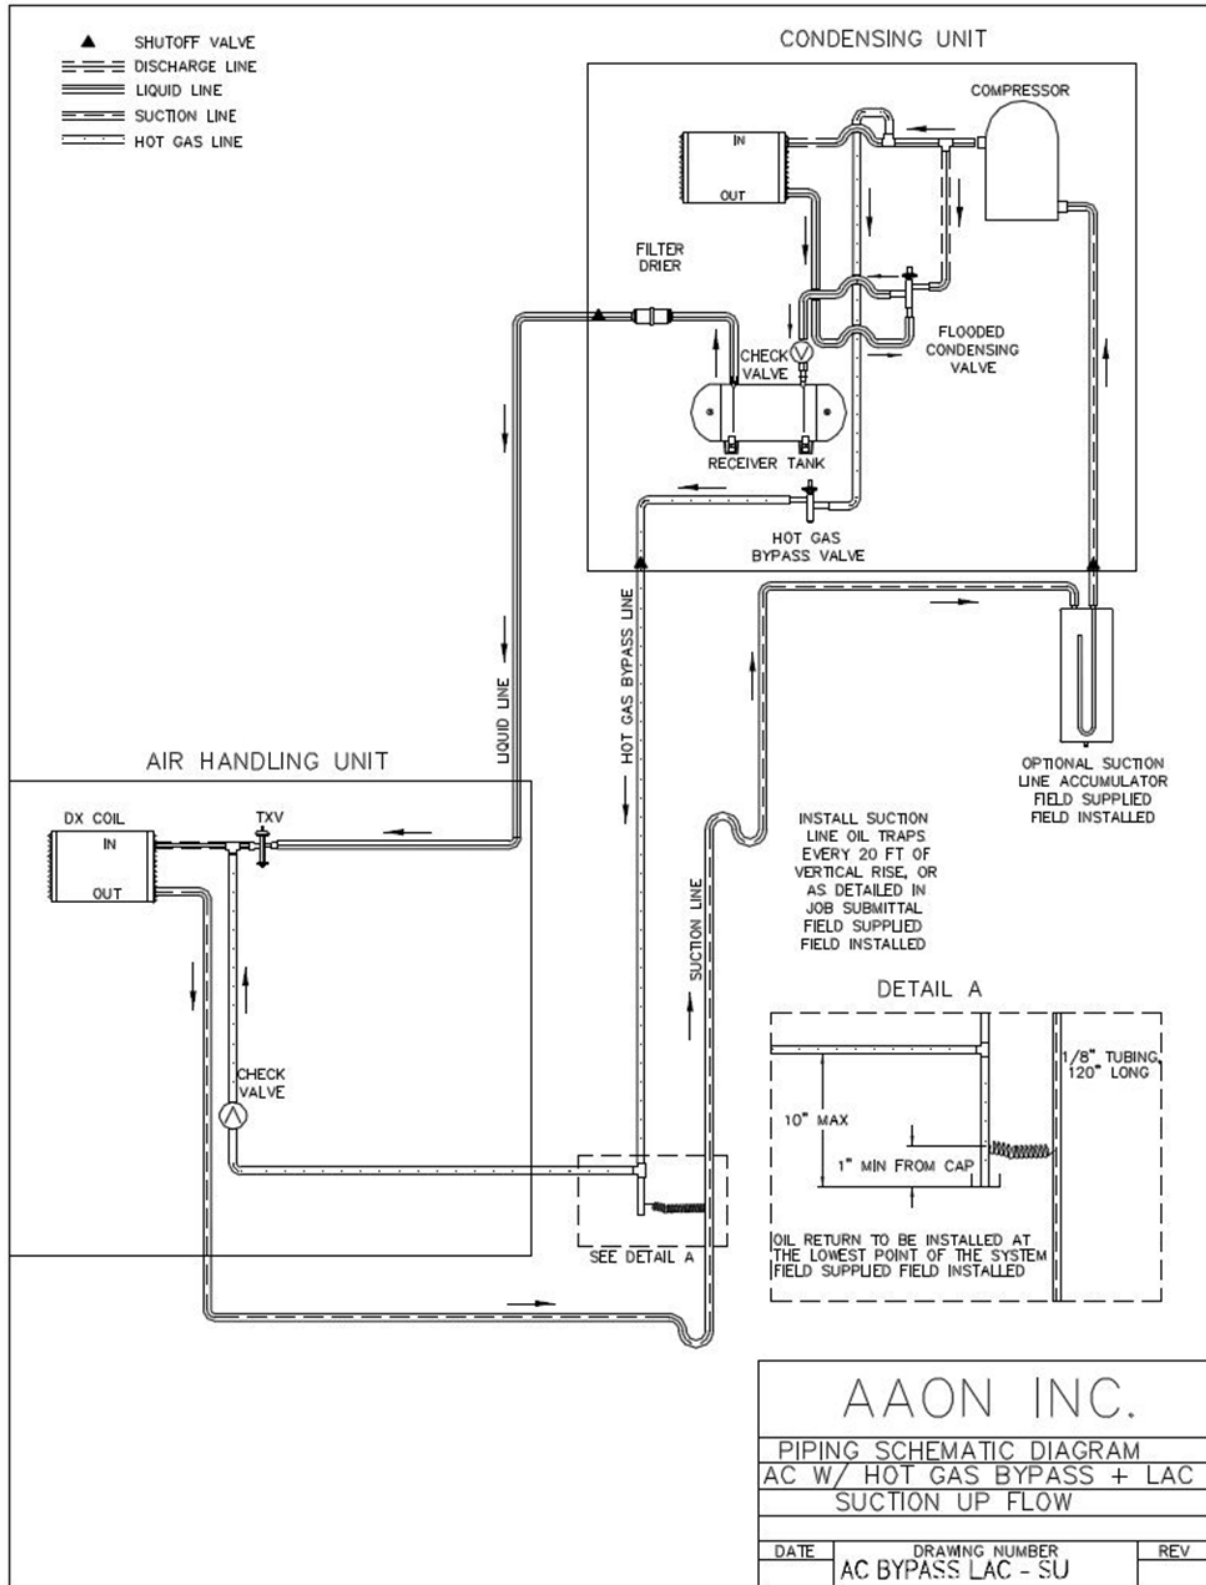 SHUTOFF VALVE
DISCHARGE LINE
LIQUID LINE
SUCTION LINE
HOT GAS LINE
CONDENSING UNIT
COMPRESSOR
IN
OUT
FILTER
DRIER
FLOODED
CONDENSING
VALVE
CHECK
VALVE
RECEIVER TANK
HOT GAS
BYPASS VALVE
LIQUID LINE
HOT GAS BYPASS LINE
OPTIONAL SUCTION
LINE ACCUMULATOR
FIELD SUPPLIED
FIELD INSTALLED
AIR HANDLING UNIT
DX COIL
TXV
IN
OUT
CHECK
VALVE
SUCTION LINE
INSTALL SUCTION
LINE OIL TRAPS
EVERY 20 FT OF
VERTICAL RISE, OR
AS DETAILED IN
JOB SUBMITTAL
FIELD SUPPLIED
FIELD INSTALLED
SEE DETAIL A
DETAIL A
1/8" TUBING,
120" LONG
10" MAX
1" MIN FROM CAP
OIL RETURN TO BE INSTALLED AT
THE LOWEST POINT OF THE SYSTEM
FIELD SUPPLIED FIELD INSTALLED
AAON INC.
PIPING SCHEMATIC DIAGRAM
AC W/ HOT GAS BYPASS + LAC
SUCTION UP FLOW
DATE
DRAWING NUMBER
REV
AC BYPASS LAC - SU